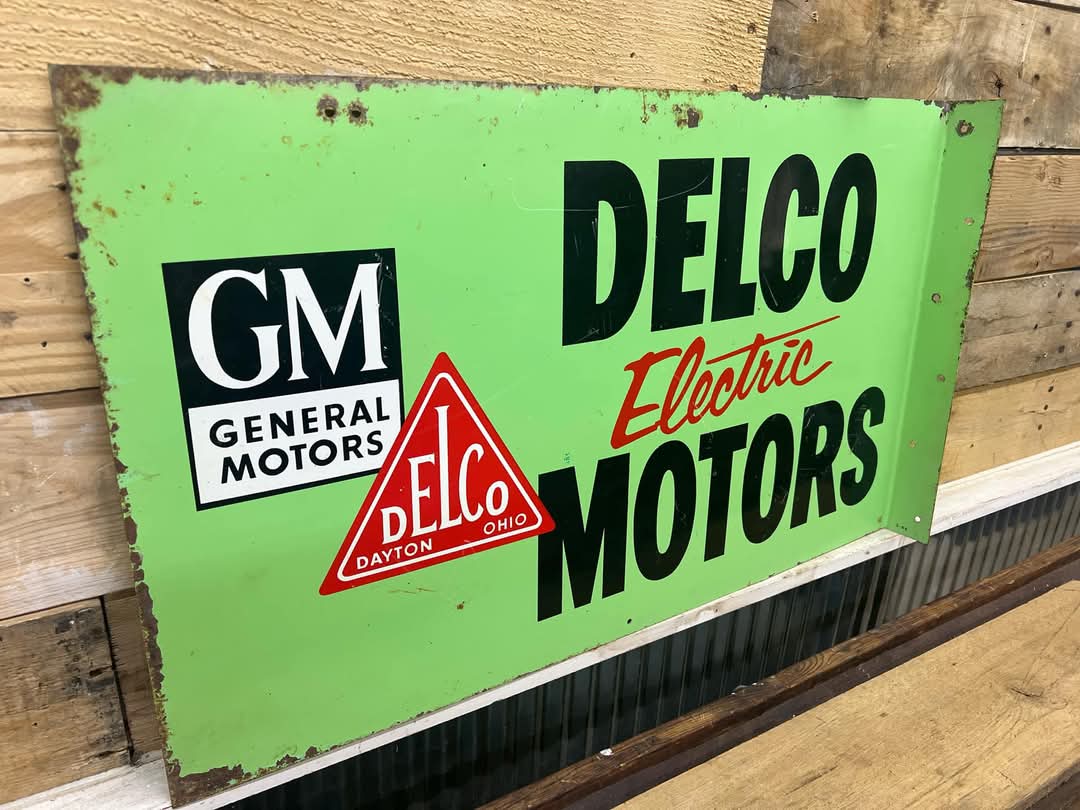 GM
GENERAL
MOTORS
DELCO
DAYTON OHIO
DELCO
Electric
MOTORS